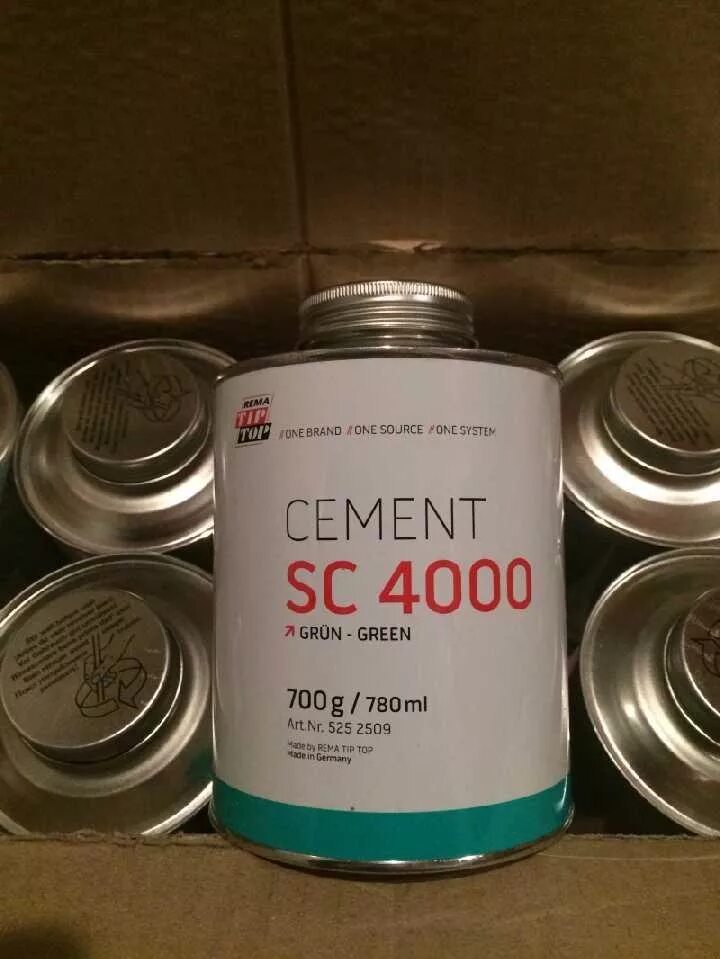 REMA
TIP
TOP
// ONE BRAND // ONE SOURCE // ONE SYSTEM
CEMENT
SC 4000
GRÜN - GREEN
700 g / 780 ml
Art.Nr. 525 2509
Made by REMA TIP TOP
Made in Germany